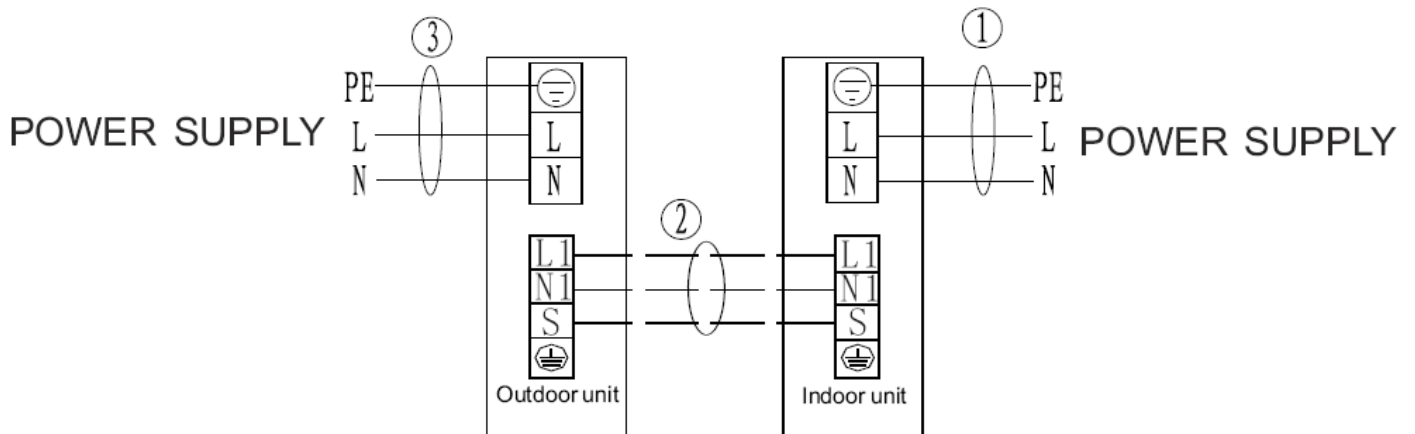 ③
①
PE
PE
POWER SUPPLY
L
L
L
L
POWER SUPPLY
N
N
N
N
②
L1
L1
N1
N1
S
S
Outdoor unit
Indoor unit